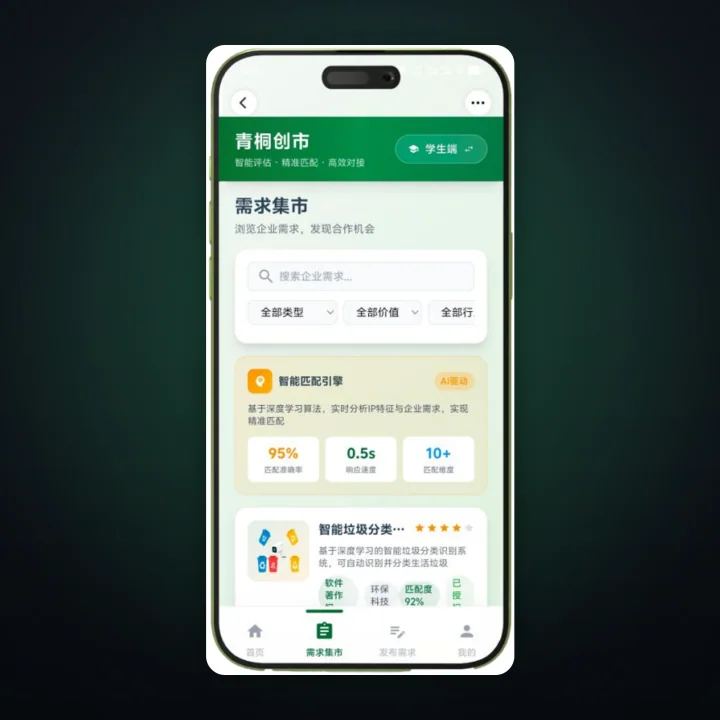 青桐创市
智能评估 · 精准匹配 · 高效对接
学生端
需求集市
浏览企业需求，发现合作机会
搜索企业需求...
全部类型
全部价值
全部行
智能匹配引擎
AI驱动
基于深度学习算法，实时分析IP特征与企业需求，实现
精准匹配
95%
0.5s
10+
匹配准确率
响应速度
匹配维度
智能垃圾分类···
基于深度学习的智能垃圾分类识别系
统，可自动识别并分类生活垃圾
软件
著作
环保
科技
匹配度
92%
已
授
首页
需求集市
发布需求
我的